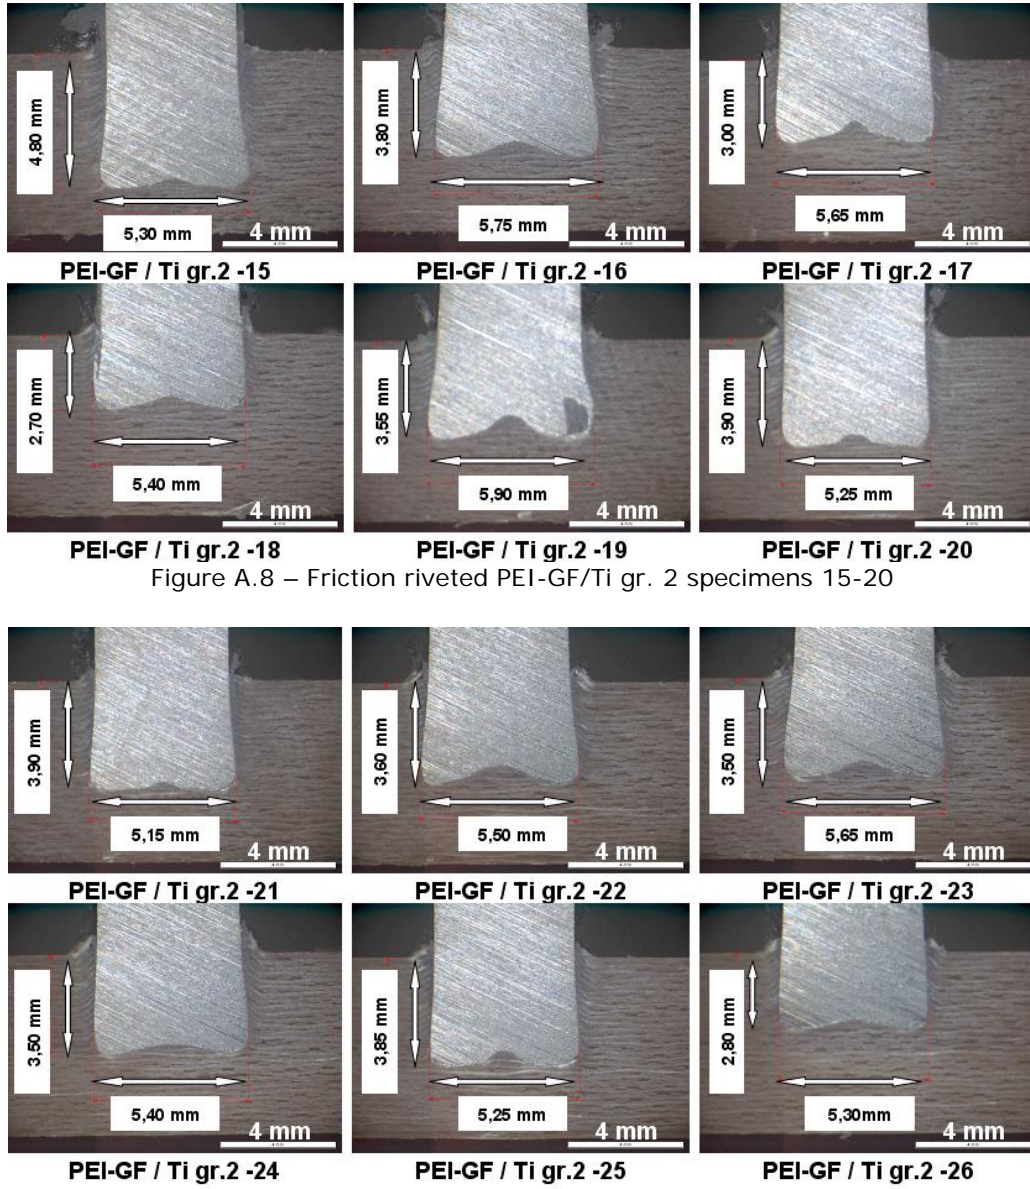 4,80 mm
5,30 mm
4 mm
3,80 mm
5,75 mm
4 mm
3,00 mm
5,65 mm
4 mm
PEI-GF / Ti gr.2 -15
PEI-GF / Ti gr.2 -16
PEI-GF / Ti gr.2 -17
2,70 mm
5,40 mm
4 mm
3,55 mm
5,90 mm
4 mm
3,90 mm
5,25 mm
4 mm
PEI-GF / Ti gr.2 -18
PEI-GF / Ti gr.2 -19
PEI-GF / Ti gr.2 -20
Figure A.8 – Friction riveted PEI-GF/Ti gr. 2 specimens 15-20
3,90 mm
5,15 mm
4 mm
3,60 mm
5,50 mm
4 mm
3,50 mm
5,65 mm
4 mm
PEI-GF / Ti gr.2 -21
PEI-GF / Ti gr.2 -22
PEI-GF / Ti gr.2 -23
3,50 mm
5,40 mm
4 mm
3,85 mm
5,25 mm
4 mm
2,80 mm
5,30mm
4 mm
PEI-GF / Ti gr.2 -24
PEI-GF / Ti gr.2 -25
PEI-GF / Ti gr.2 -26